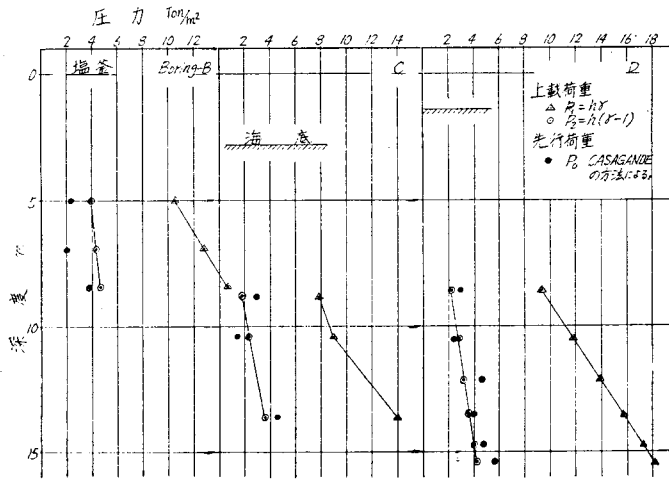 圧 力 Ton/m²
2 4 6 8 10 12 2 4 6 8 10 12 14 2 4 6 8 10 12 14 16 18
0 塩釜 Boring-B C D
上載荷重
△ P₁=hγ
⊙ P₂=h(γ-1)
先行荷重
● P₀ CASAGANDE
の方法による,
海 底
5
m
深度
10
15